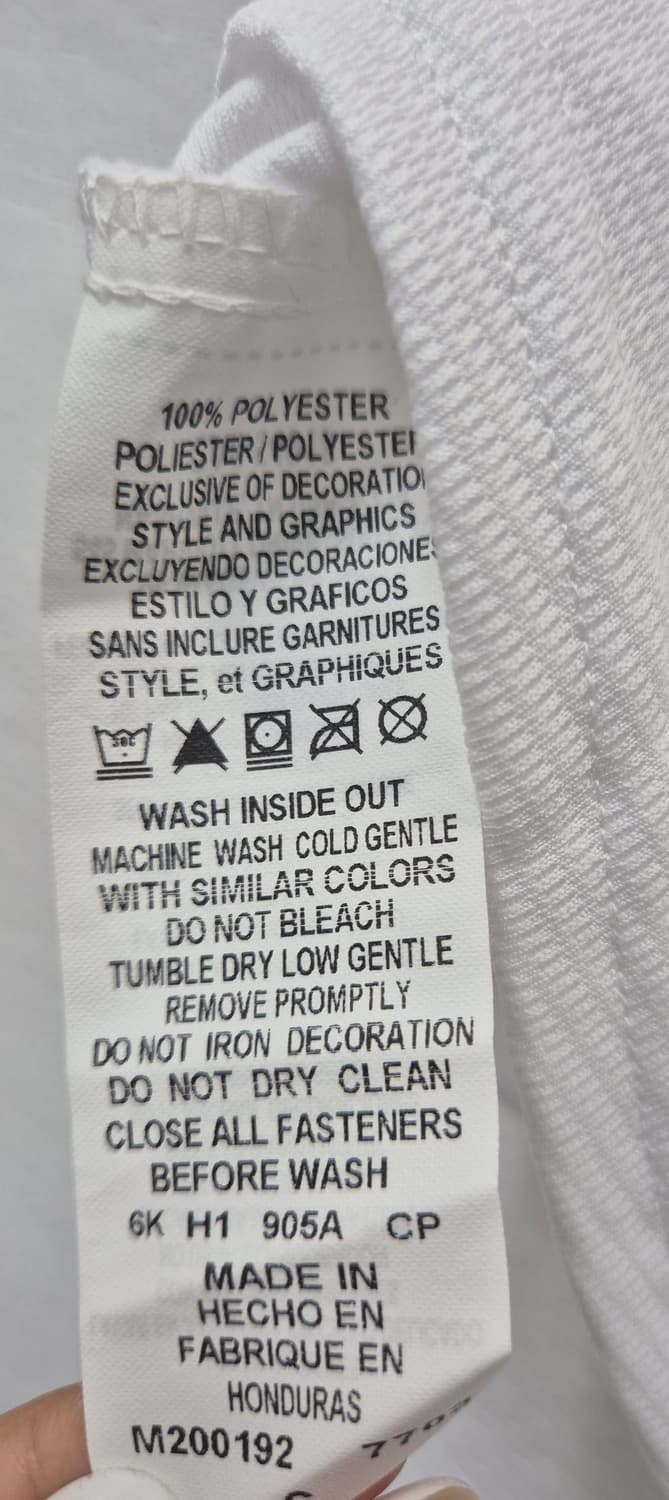 100% POLYESTER
POLIESTER / POLYESTER
EXCLUSIVE OF DECORATIO
STYLE AND GRAPHICS
EXCLUYENDO DECORACIONES
ESTILO Y GRAFICOS
SANS INCLURE GARNITURES
STYLE, et GRAPHIQUES
30C
WASH INSIDE OUT
MACHINE WASH COLD GENTLE
WITH SIMILAR COLORS
DO NOT BLEACH
TUMBLE DRY LOW GENTLE
REMOVE PROMPTLY
DO NOT IRON DECORATION
DO NOT DRY CLEAN
CLOSE ALL FASTENERS
BEFORE WASH
6K H1 905A CP
MADE IN
HECHO EN
FABRIQUE EN
HONDURAS
M200192